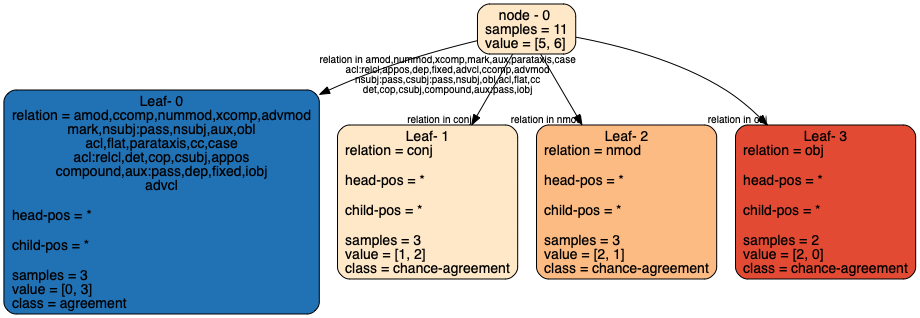 node - 0
samples = 11
value = [5, 6]
relation in amod,nummod,xcomp,mark,aux,parataxis,case
acl:relcl,appos,dep,fixed,advcl,ccomp,advmod
nsubj:pass,csubj:pass,nsubj,obl,acl,flat,cc
det,cop,csubj,compound,aux:pass,iobj
relation in conj
relation in nmod
relation in obj
Leaf- 0
relation = amod,ccomp,nummod,xcomp,advmod
mark,nsubj:pass,nsubj,aux,obl
acl,flat,parataxis,cc,case
acl:relcl,det,cop,csubj,appos
compound,aux:pass,dep,fixed,iobj
advcl
head-pos = *
child-pos = *
samples = 3
value = [0, 3]
class = agreement
Leaf- 1
relation = conj
head-pos = *
child-pos = *
samples = 3
value = [1, 2]
class = chance-agreement
Leaf- 2
relation = nmod
head-pos = *
child-pos = *
samples = 3
value = [2, 1]
class = chance-agreement
Leaf- 3
relation = obj
head-pos = *
child-pos = *
samples = 2
value = [2, 0]
class = chance-agreement